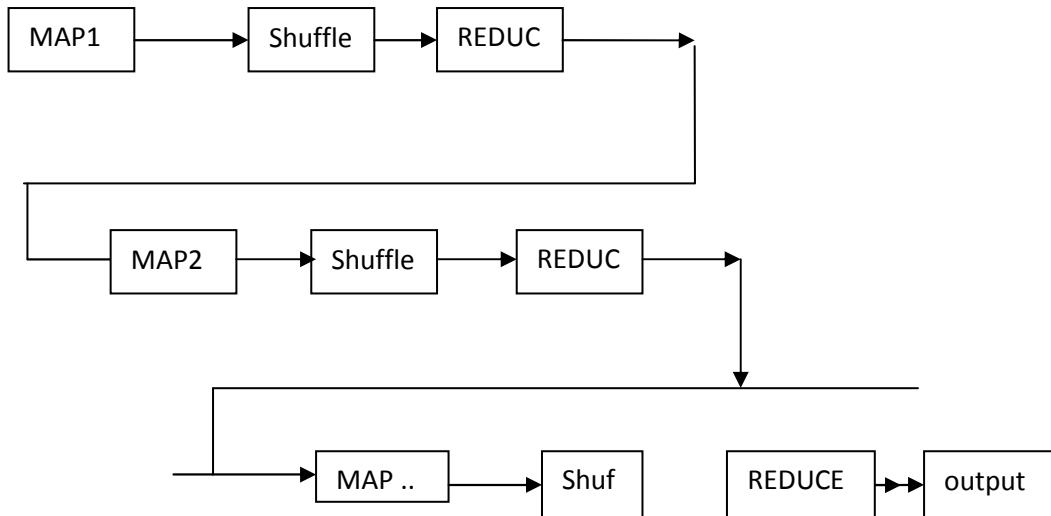 MAP1
Shuffle
REDUC
MAP2
Shuffle
REDUC
MAP ..
Shuf
REDUCE
output